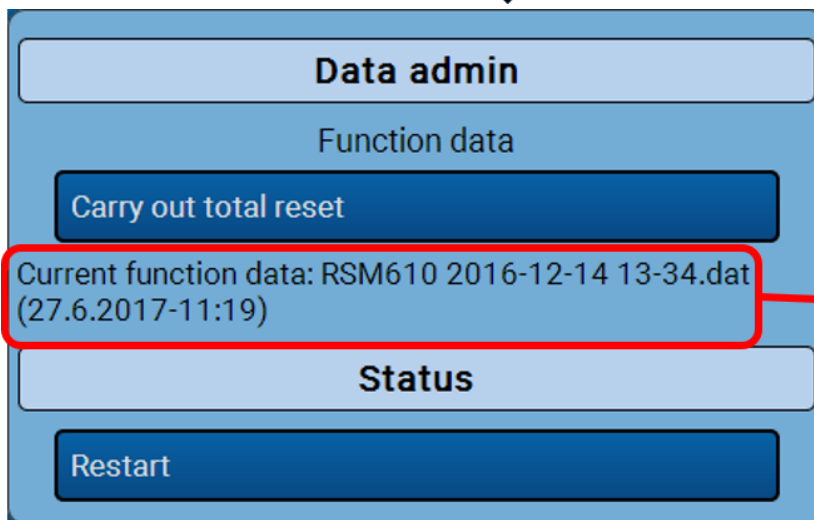 Data admin
Function data
Carry out total reset
Current function data: RSM610 2016-12-14 13-34.dat
(27.6.2017-11:19)
Status
Restart